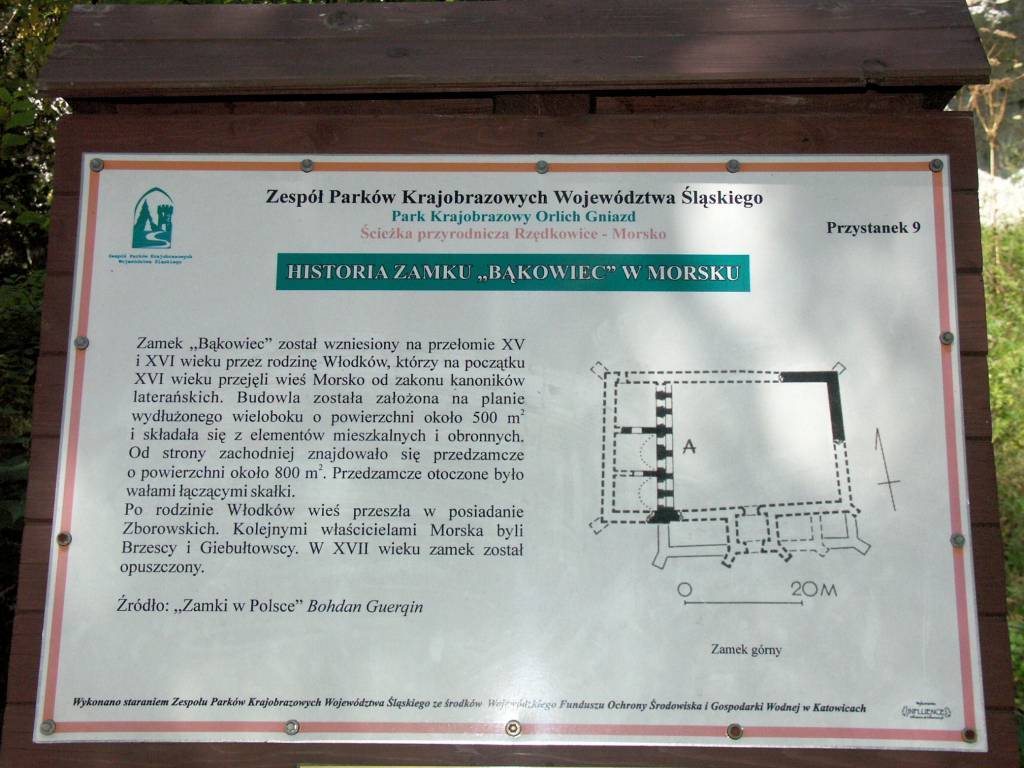 Zespół Parków Krajobrazowych Województwa Śląskiego
Park Krajobrazowy Orlich Gniazd
Ścieżka przyrodnicza Rzędkowice - Morsko
Przystanek 9
Zespół Parków Krajobrazowych
Województwa Śląskiego
HISTORIA ZAMKU „BĄKOWIEC” W MORSKU
Zamek „Bąkowiec” został wzniesiony na przełomie XV
i XVI wieku przez rodzinę Włodków, którzy na początku
XVI wieku przejęli wieś Morsko od zakonu kanoników
laterańskich. Budowla została założona na planie
wydłużonego wieloboku o powierzchni około 500 m²
i składała się z elementów mieszkalnych i obronnych.
Od strony zachodniej znajdowało się przedzamcze
o powierzchni około 800 m². Przedzamcze otoczone było
wałami łączącymi skałki.
Po rodzinie Włodków wieś przeszła w posiadanie
Zborowskich. Kolejnymi właścicielami Morska byli
Brzescy i Giebułtowscy. W XVII wieku zamek został
opuszczony.
Źródło: „Zamki w Polsce” Bohdan Guerqin
A
0 20M
Zamek górny
Wykonano staraniem Zespołu Parków Krajobrazowych Województwa Śląskiego ze środków Wojewódzkiego Funduszu Ochrony Środowiska i Gospodarki Wodnej w Katowicach
INFLUENCE